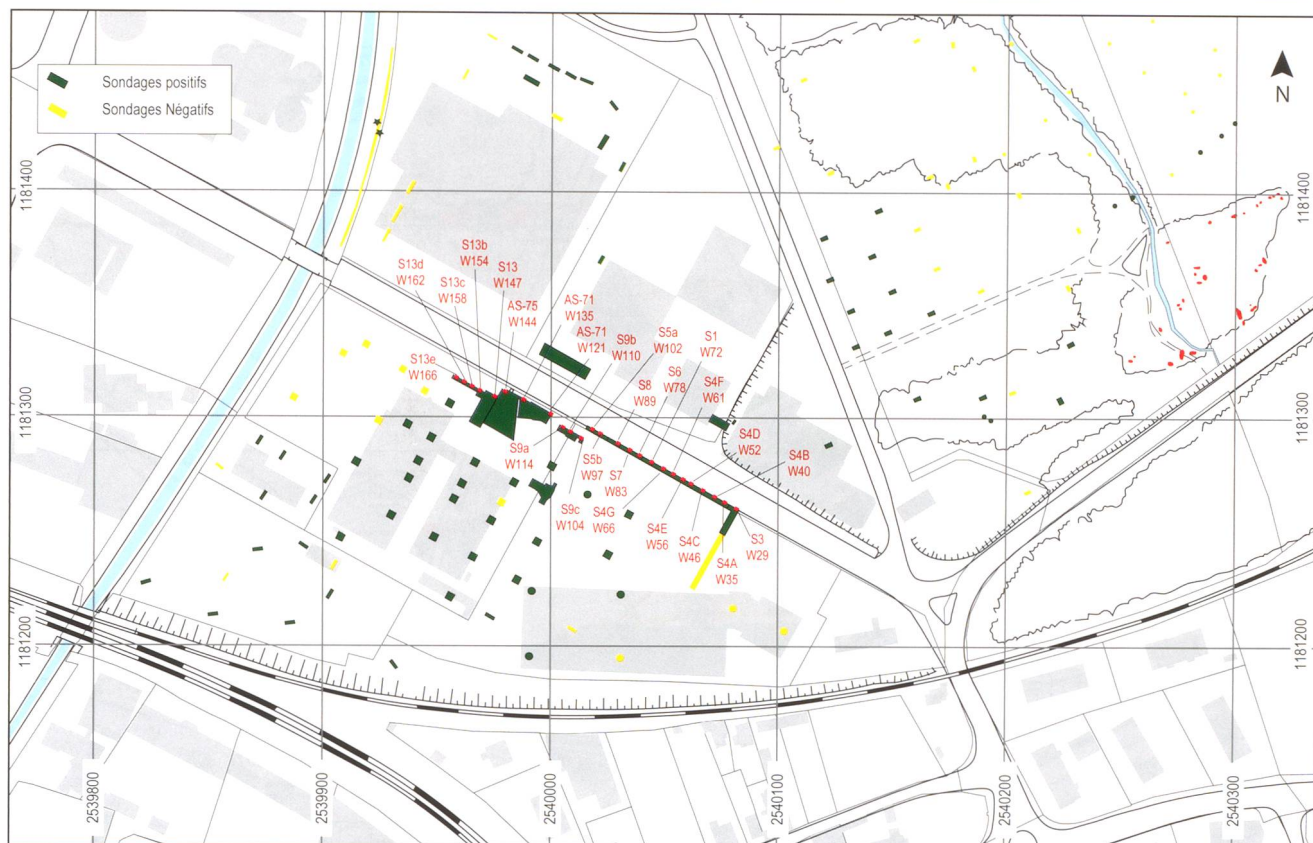 Sondages positifs
Sondages Négatifs
N
1181400
1181400
S13b
W154
S13d
W162
S13
W147
S13c
W158
AS-75
W144
AS-71
W135
AS-71
W121
S9b
W110
S5a
W102
S1
W72
S13e
W166
S6
W78
S8
W89
S4F
W61
1181300
1181300
S4D
W52
S9a
W114
S5b
W97
S7
W83
S4B
W40
S9c
W104
S4G
W66
S4E
W56
S4C
W46
S4A
W35
S3
W29
1181200
1181200
2539800
2539900
2540000
2540100
2540200
2540300